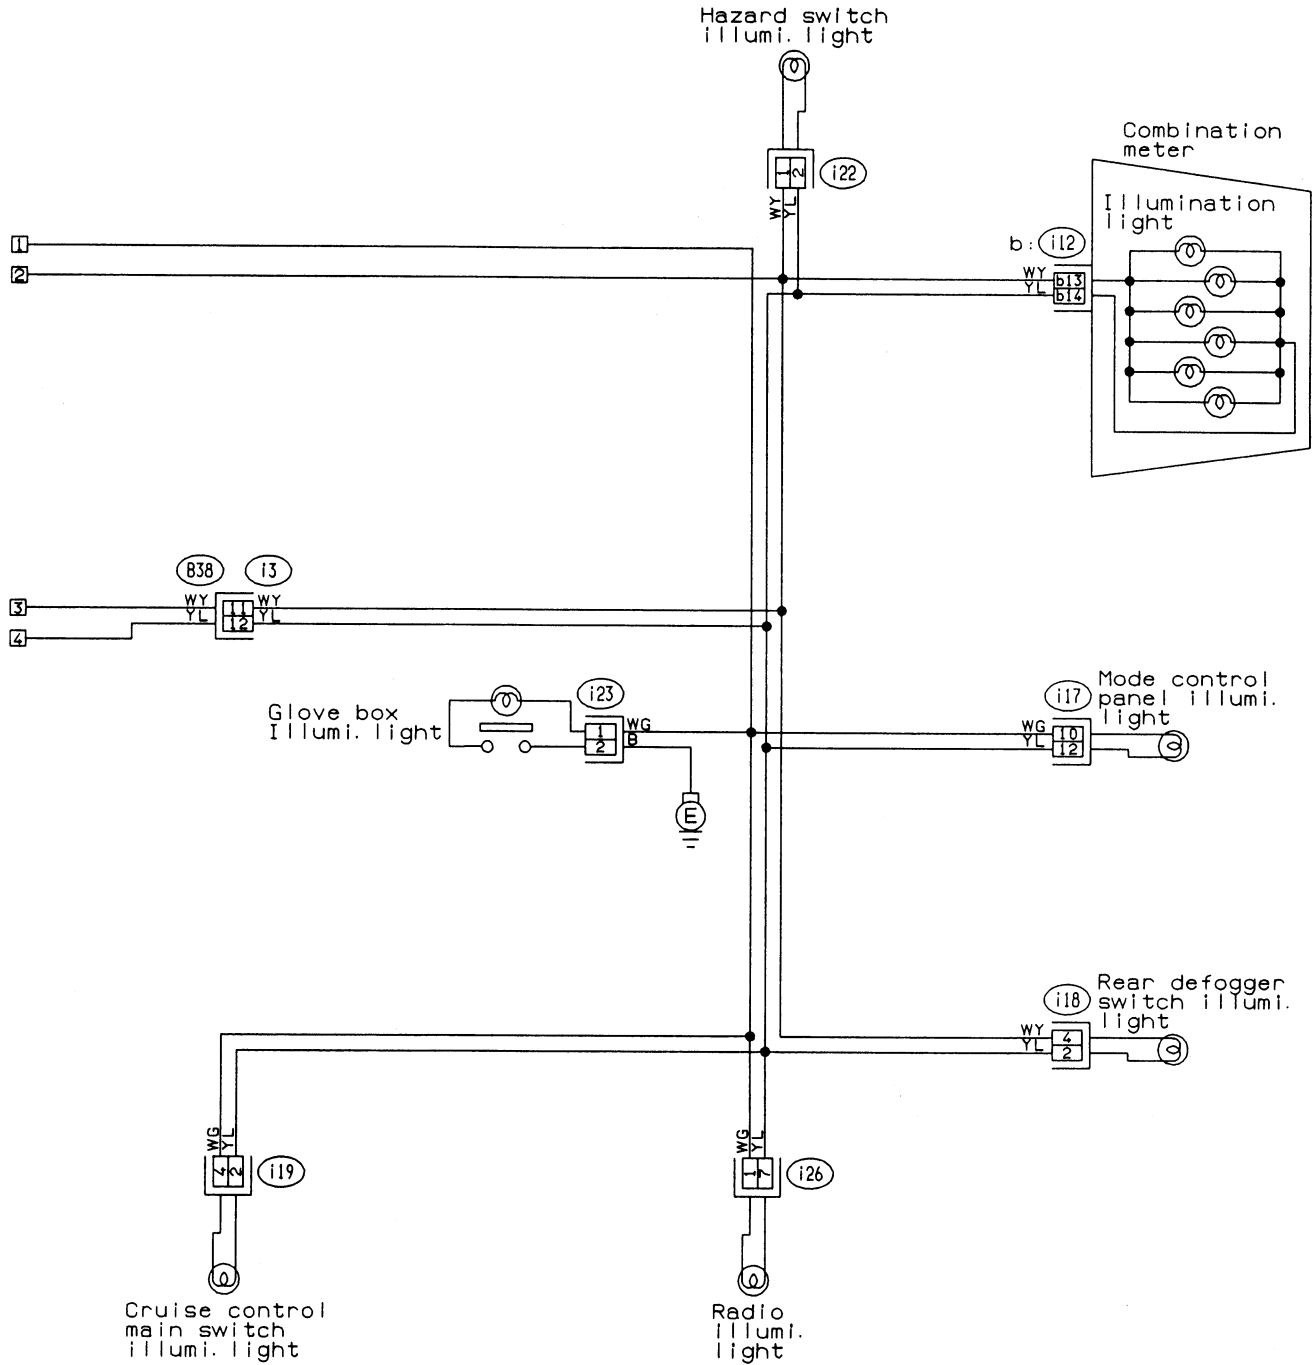 Hazard switch
illumi. light
1 2
i22
WY YL
Combination
meter
Illumination
light
b: i12
WY b13
YL b14
1
2
B38 i3
3 WY 11 WY
4 YL 12 YL
Glove box
Illumi. light
i23
1 WG
2 B
E
Mode control
panel illumi.
light
i17
WG 10
YL 12
Rear defogger
switch illumi.
light
i18
WY 4
YL 2
WG YL
4 2
i19
Cruise control
main switch
illumi. light
WG YL
1 7
i26
Radio
illumi.
light